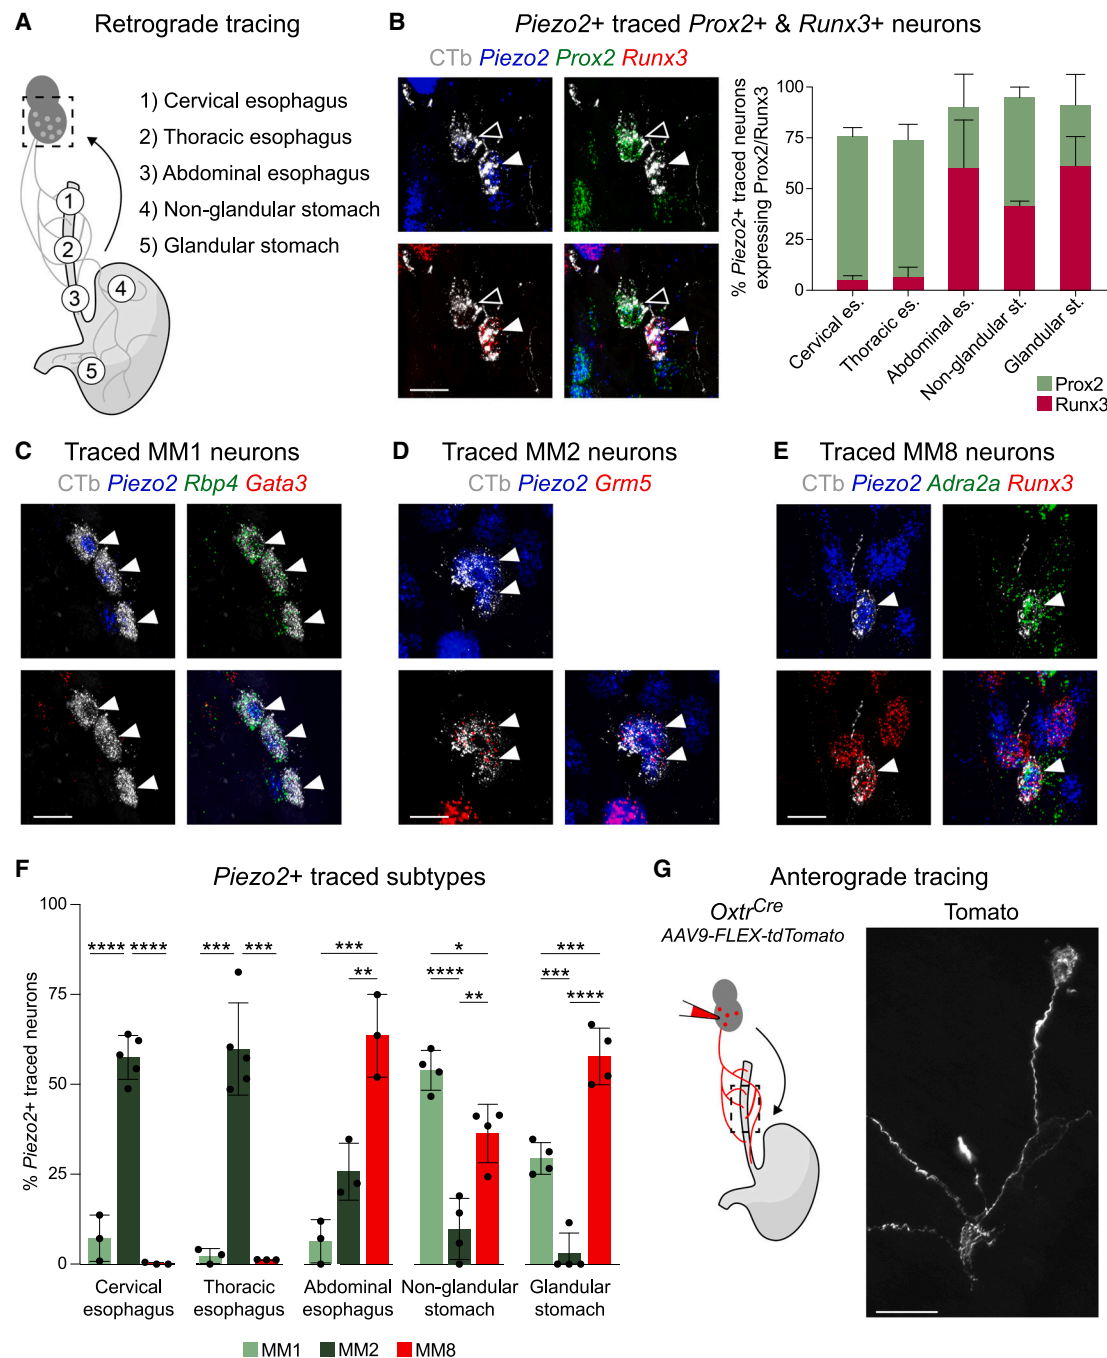 A Retrograde tracing
1) Cervical esophagus
2) Thoracic esophagus
3) Abdominal esophagus
4) Non-glandular stomach
5) Glandular stomach
1
2
3
4
5
B Piezo2+ traced Prox2+ & Runx3+ neurons
CTb Piezo2 Prox2 Runx3
% Piezo2+ traced neurons
expressing Prox2/Runx3
100
75
50
25
0
Cervical es.
Thoracic es.
Abdominal es.
Non-glandular st.
Glandular st.
Prox2
Runx3
C Traced MM1 neurons
CTb Piezo2 Rbp4 Gata3
D Traced MM2 neurons
CTb Piezo2 Grm5
E Traced MM8 neurons
CTb Piezo2 Adra2a Runx3
F Piezo2+ traced subtypes
% Piezo2+ traced neurons
100
75
50
25
0
**** ****
*** ***
***
**
*
****
**
***
***
****
Cervical
esophagus
Thoracic
esophagus
Abdominal
esophagus
Non-glandular
stomach
Glandular
stomach
MM1 MM2 MM8
G Anterograde tracing
OxtrCre
AAV9-FLEX-tdTomato
Tomato